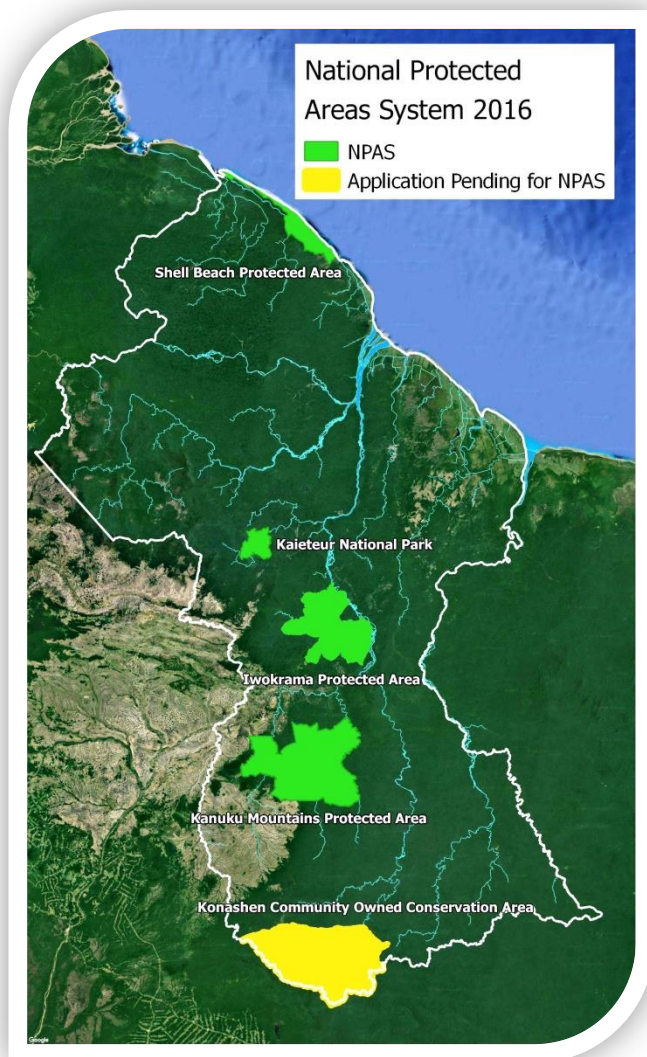 National Protected
Areas System 2016
NPAS
Application Pending for NPAS
Shell Beach Protected Area
Kaieteur National Park
Iwokrama Protected Area
Kanuku Mountains Protected Area
Konashen Community Owned Conservation Area
Google